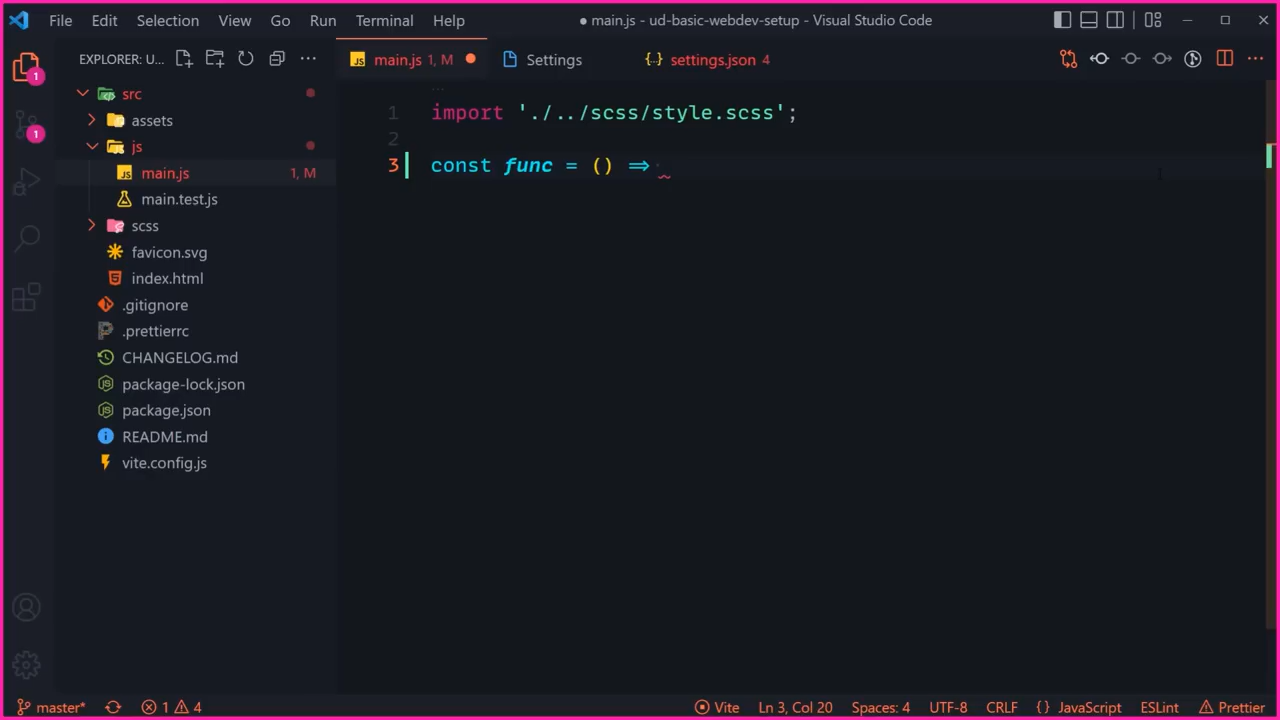 File Edit Selection View Go Run Terminal Help
● main.js - ud-basic-webdev-setup - Visual Studio Code
EXPLORER: U...
main.js 1, M
Settings
settings.json 4
src
assets
js
main.js 1, M
main.test.js
scss
favicon.svg
index.html
.gitignore
.prettierrc
CHANGELOG.md
package-lock.json
package.json
README.md
vite.config.js
1 import './../scss/style.scss';
2
3 const func = () =>
1
1
master* 1 4
Vite Ln 3, Col 20 Spaces: 4 UTF-8 CRLF {} JavaScript ESLint Prettier